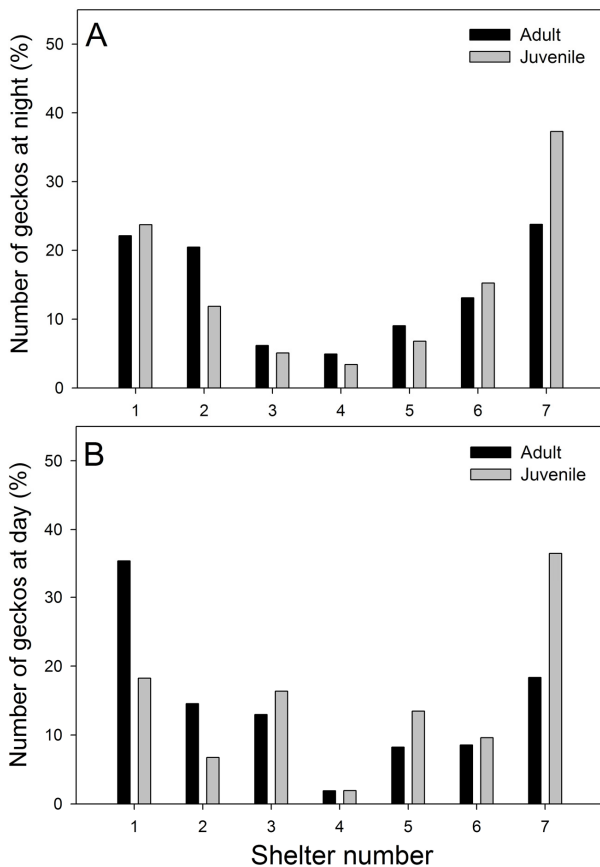 A
Adult
Juvenile
Number of geckos at night (%)
50
40
30
20
10
0
1 2 3 4 5 6 7
B
Adult
Juvenile
Number of geckos at day (%)
50
40
30
20
10
0
1 2 3 4 5 6 7
Shelter number